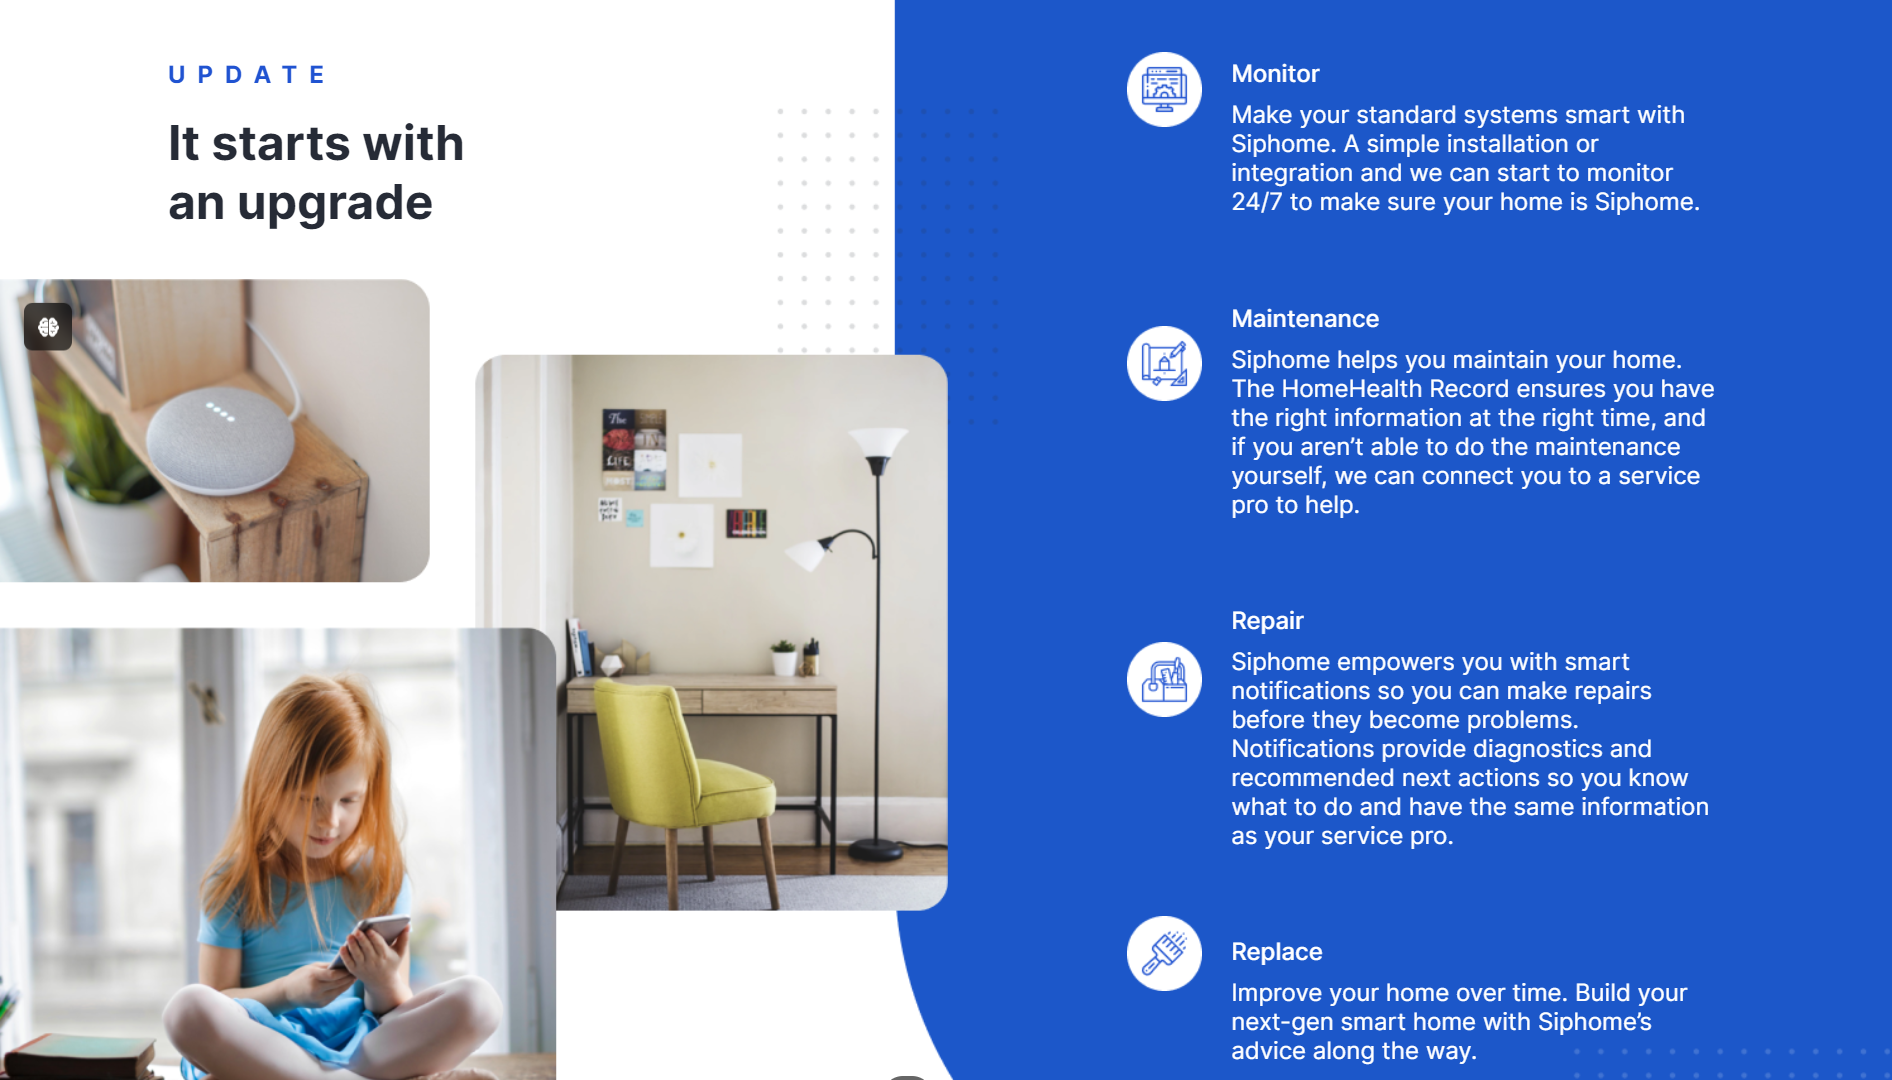 UPDATE
It starts with
an upgrade
The
LIFE
Monitor
Make your standard systems smart with
Siphome. A simple installation or
integration and we can start to monitor
24/7 to make sure your home is Siphome.
Maintenance
Siphome helps you maintain your home.
The HomeHealth Record ensures you have
the right information at the right time, and
if you aren’t able to do the maintenance
yourself, we can connect you to a service
pro to help.
Repair
Siphome empowers you with smart
notifications so you can make repairs
before they become problems.
Notifications provide diagnostics and
recommended next actions so you know
what to do and have the same information
as your service pro.
Replace
Improve your home over time. Build your
next-gen smart home with Siphome’s
advice along the way.